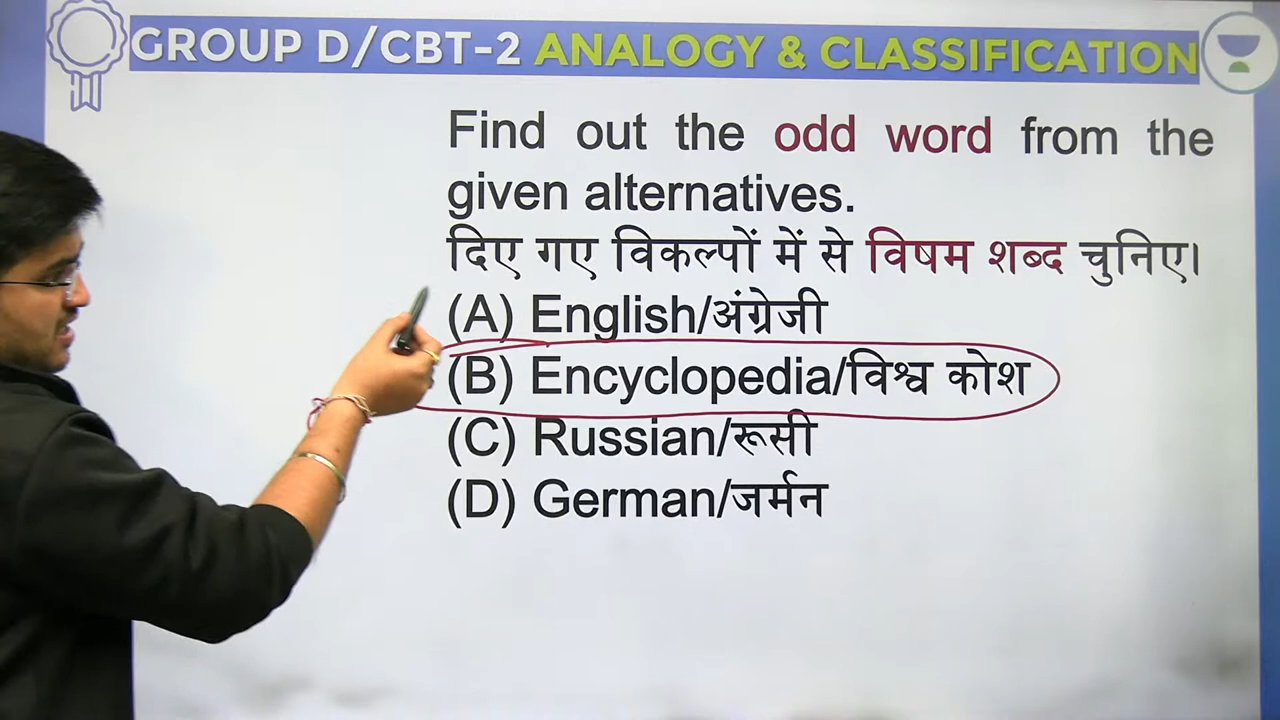 GROUP D/CBT-2 ANALOGY & CLASSIFICATION
Find out the odd word from the
given alternatives.
दिए गए विकल्पों में से विषम शब्द चुनिए।
(A) English/अंग्रेजी
(B) Encyclopedia/विश्व कोश
(C) Russian/रूसी
(D) German/जर्मन